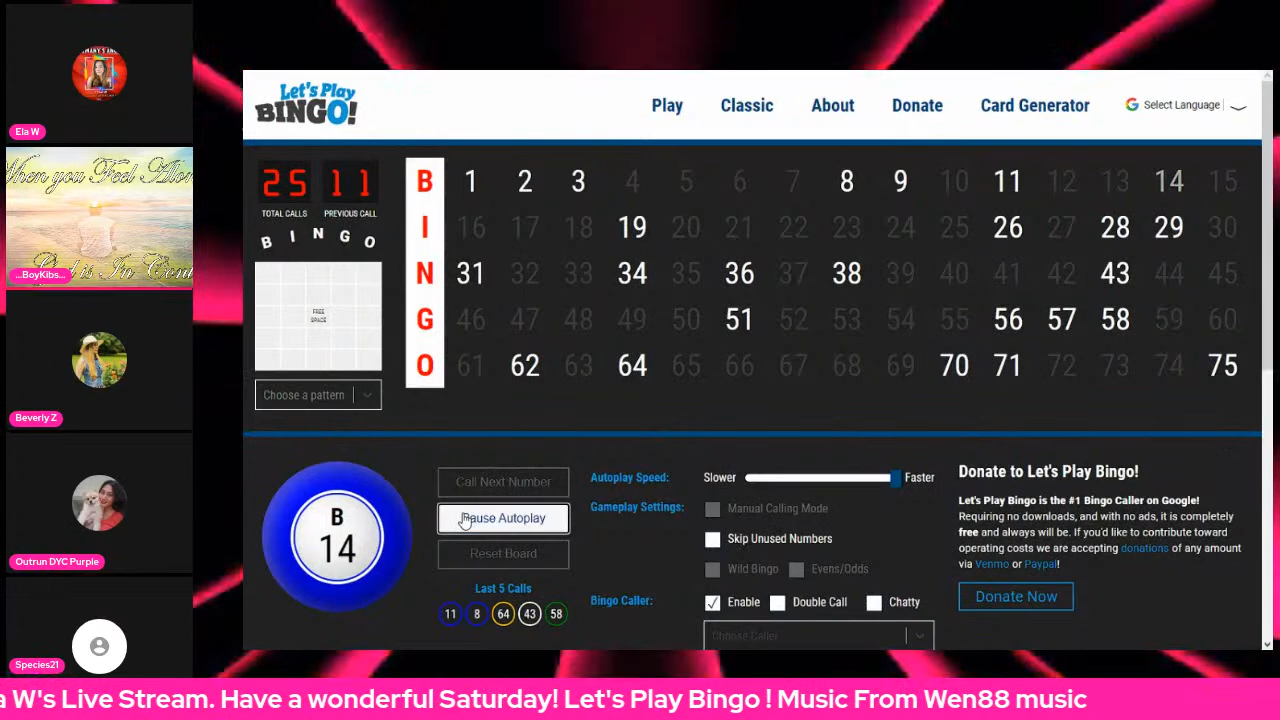 Ela W
When you Feel Alon
God is In Cont
...BoyKibs...
Beverly Z
Outrun DYC Purple
Species21
Let's Play
BINGO!
Play Classic About Donate Card Generator
Select Language
25 11
TOTAL CALLS PREVIOUS CALL
B I N G O
FREE
SPACE
Choose a pattern
B 1 2 3 4 5 6 7 8 9 10 11 12 13 14 15
I 16 17 18 19 20 21 22 23 24 25 26 27 28 29 30
N 31 32 33 34 35 36 37 38 39 40 41 42 43 44 45
G 46 47 48 49 50 51 52 53 54 55 56 57 58 59 60
O 61 62 63 64 65 66 67 68 69 70 71 72 73 74 75
B
14
Call Next Number
Pause Autoplay
Reset Board
Last 5 Calls
11 8 64 43 58
Autoplay Speed: Slower Faster
Gameplay Settings: Manual Calling Mode
Skip Unused Numbers
Wild Bingo Evens/Odds
Bingo Caller: Enable Double Call Chatty
Choose Caller
Donate to Let's Play Bingo!
Let's Play Bingo is the #1 Bingo Caller on Google!
Requiring no downloads, and with no ads, it is completely
free and always will be. If you'd like to contribute toward
operating costs we are accepting donations of any amount
via Venmo or Paypal!
Donate Now
a W's Live Stream. Have a wonderful Saturday! Let's Play Bingo ! Music From Wen88 music